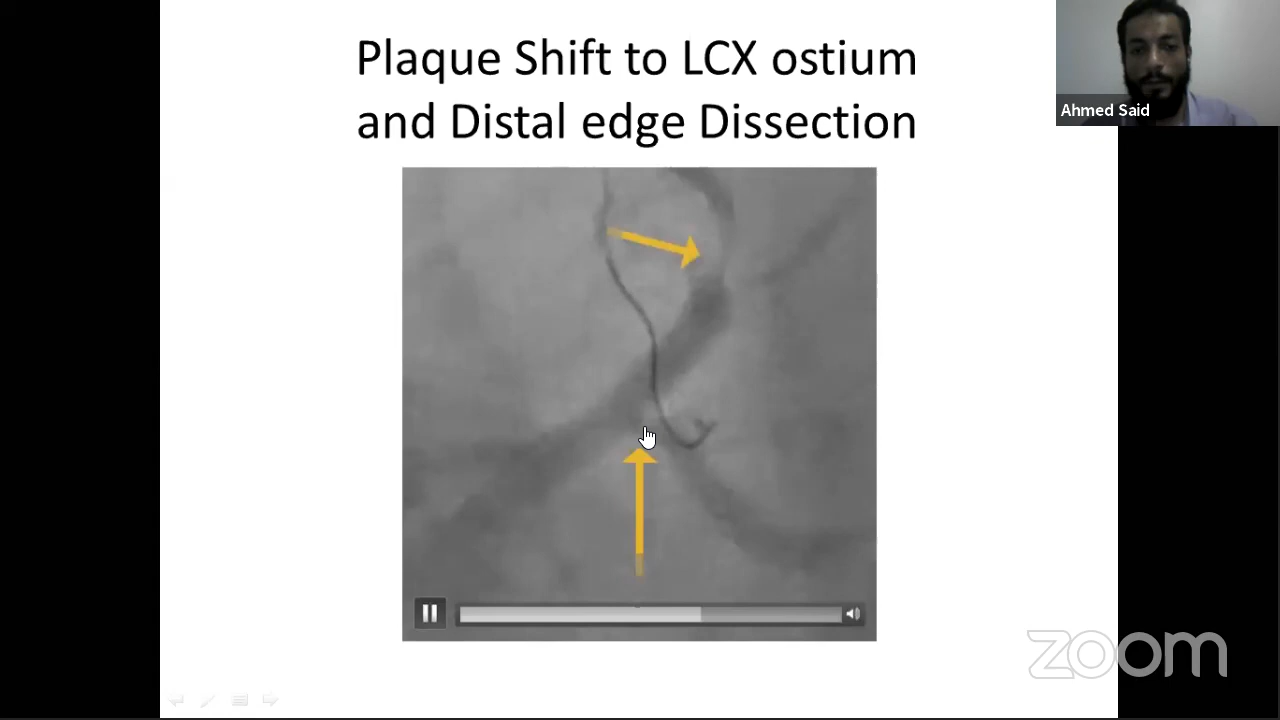 Plaque Shift to LCX ostium
and Distal edge Dissection
Ahmed Said
zoom